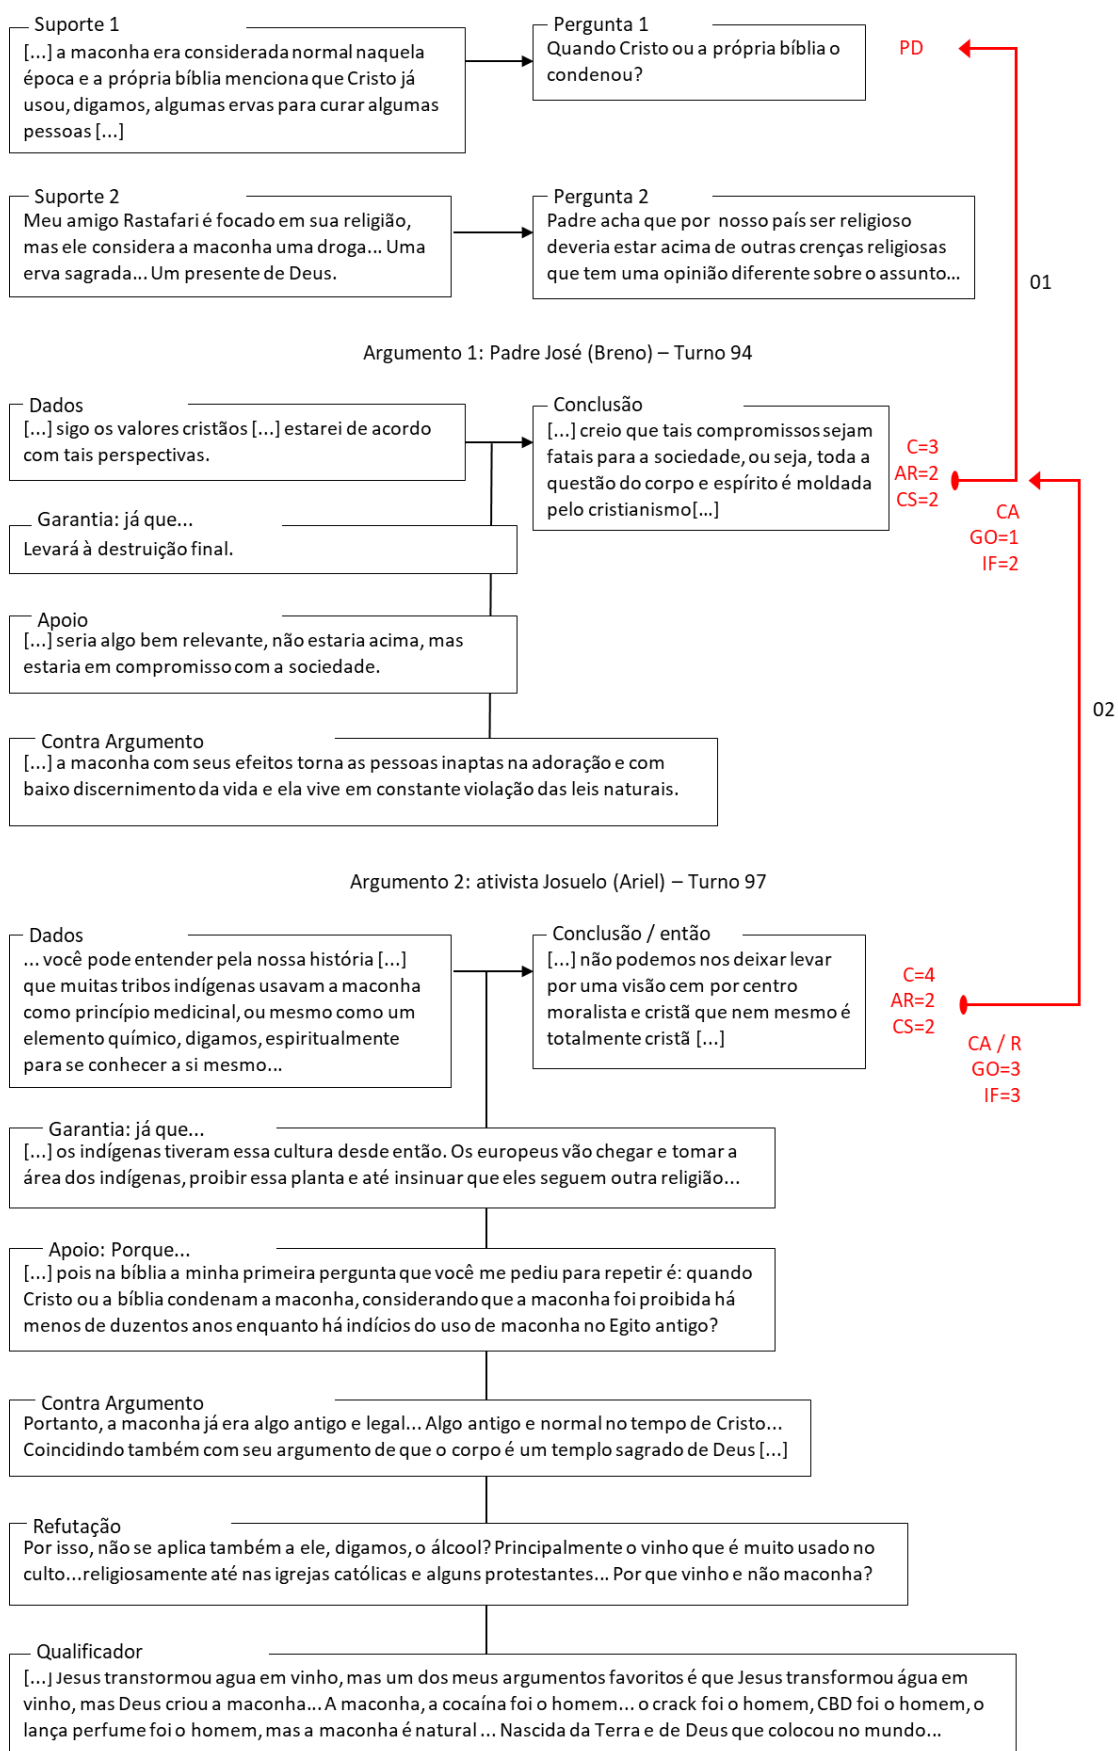 Suporte 1
[...] a maconha era considerada normal naquela
época e a própria bíblia menciona que Cristo já
usou, digamos, algumas ervas para curar algumas
pessoas [...]
Pergunta 1
Quando Cristo ou a própria bíblia o
condenou?
PD
Suporte 2
Meu amigo Rastafari é focado em sua religião,
mas ele considera a maconha uma droga... Uma
erva sagrada... Um presente de Deus.
Pergunta 2
Padre acha que por nosso país ser religioso
deveria estar acima de outras crenças religiosas
que tem uma opinião diferente sobre o assunto...
01
Argumento 1: Padre José (Breno) – Turno 94
Dados
[...] sigo os valores cristãos [...] estarei de acordo
com tais perspectivas.
Conclusão
[...] creio que tais compromissos sejam
fatais para a sociedade, ou seja, toda a
questão do corpo e espírito é moldada
pelo cristianismo[...]
C=3
AR=2
CS=2
CA
GO=1
IF=2
Garantia: já que...
Levará à destruição final.
Apoio
[...] seria algo bem relevante, não estaria acima, mas
estaria em compromisso com a sociedade.
02
Contra Argumento
[...] a maconha com seus efeitos torna as pessoas inaptas na adoração e com
baixo discernimento da vida e ela vive em constante violação das leis naturais.
Argumento 2: ativista Josuelo (Ariel) – Turno 97
Dados
... você pode entender pela nossa história [...]
que muitas tribos indígenas usavam a maconha
como princípio medicinal, ou mesmo como um
elemento químico, digamos, espiritualmente
para se conhecer a si mesmo...
Conclusão / então
[...] não podemos nos deixar levar
por uma visão cem por centro
moralista e cristã que nem mesmo é
totalmente cristã [...]
C=4
AR=2
CS=2
CA / R
GO=3
IF=3
Garantia: já que...
[...] os indígenas tiveram essa cultura desde então. Os europeus vão chegar e tomar a
área dos indígenas, proibir essa planta e até insinuar que eles seguem outra religião...
Apoio: Porque...
[...] pois na bíblia a minha primeira pergunta que você me pediu para repetir é: quando
Cristo ou a bíblia condenam a maconha, considerando que a maconha foi proibida há
menos de duzentos anos enquanto há indícios do uso de maconha no Egito antigo?
Contra Argumento
Portanto, a maconha já era algo antigo e legal... Algo antigo e normal no tempo de Cristo...
Coincidindo também com seu argumento de que o corpo é um templo sagrado de Deus [...]
Refutação
Por isso, não se aplica também a ele, digamos, o álcool? Principalmente o vinho que é muito usado no
culto...religiosamente até nas igrejas católicas e alguns protestantes... Por que vinho e não maconha?
Qualificador
[...] Jesus transformou agua em vinho, mas um dos meus argumentos favoritos é que Jesus transformou água em
vinho, mas Deus criou a maconha... A maconha, a cocaína foi o homem... o crack foi o homem, CBD foi o homem, o
lança perfume foi o homem, mas a maconha é natural ... Nascida da Terra e de Deus que colocou no mundo...